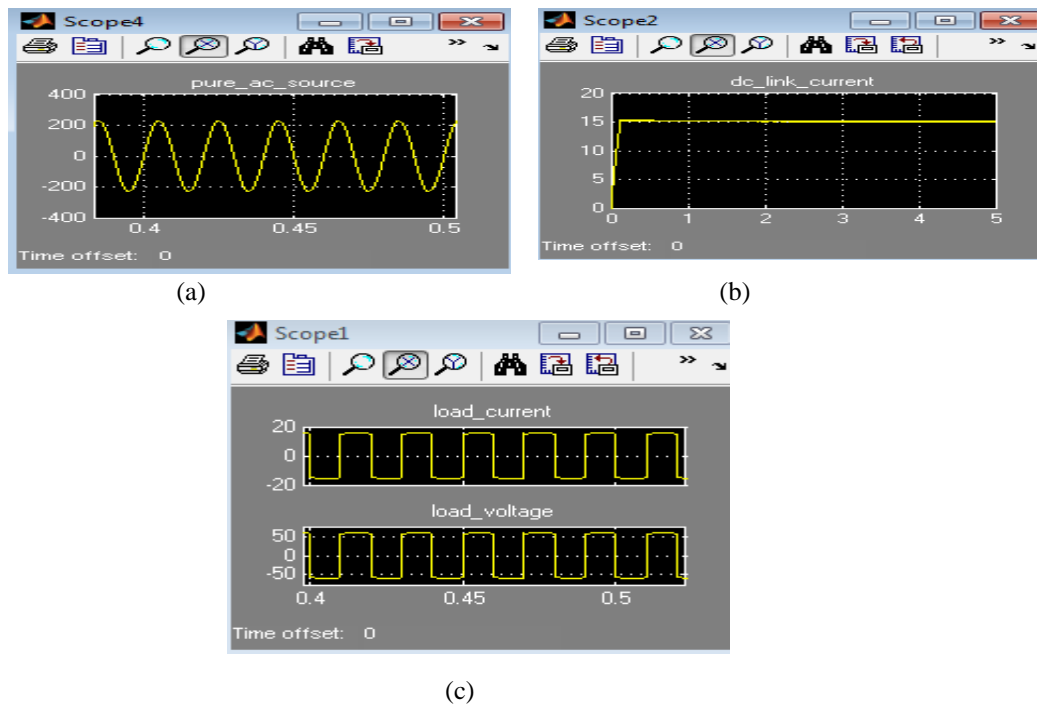 Scope4
pure_ac_source
400
200
0
-200
-400
0.4
0.45
0.5
Time offset: 0
(a)
Scope2
dc_link_current
20
15
10
5
0
0
1
2
3
4
5
Time offset: 0
(b)
Scope1
load_current
20
0
-20
load_voltage
50
0
-50
0.4
0.45
0.5
Time offset: 0
(c)